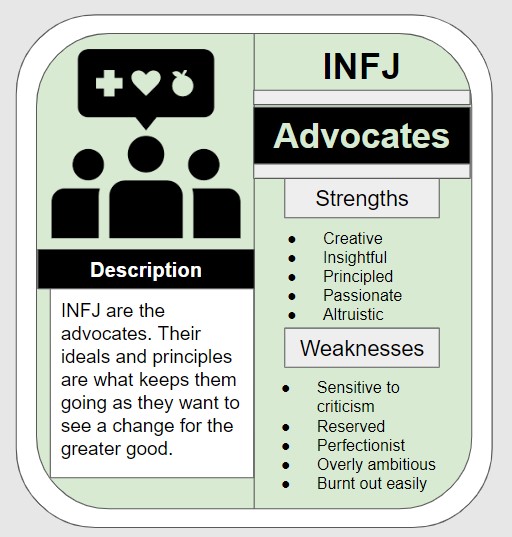 INFJ
Advocates
Description
INFJ are the
advocates. Their
ideals and principles
are what keeps them
going as they want to
see a change for the
greater good.
Strengths
● Creative
● Insightful
● Principled
● Passionate
● Altruistic
Weaknesses
● Sensitive to
criticism
● Reserved
● Perfectionist
● Overly ambitious
● Burnt out easily